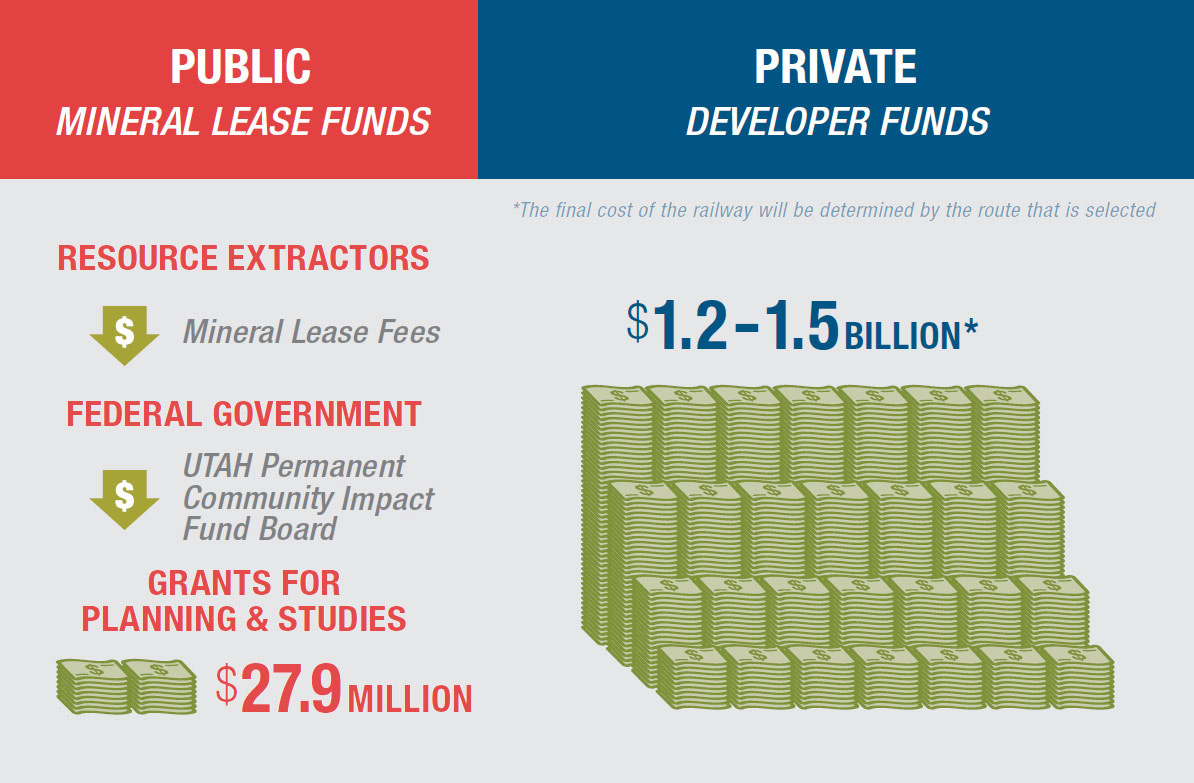 PUBLIC
MINERAL LEASE FUNDS
RESOURCE EXTRACTORS
$
Mineral Lease Fees
FEDERAL GOVERNMENT
$
UTAH Permanent
Community Impact
Fund Board
GRANTS FOR
PLANNING & STUDIES
$27.9 MILLION
PRIVATE
DEVELOPER FUNDS
*The final cost of the railway will be determined by the route that is selected
$1.2-1.5 BILLION*